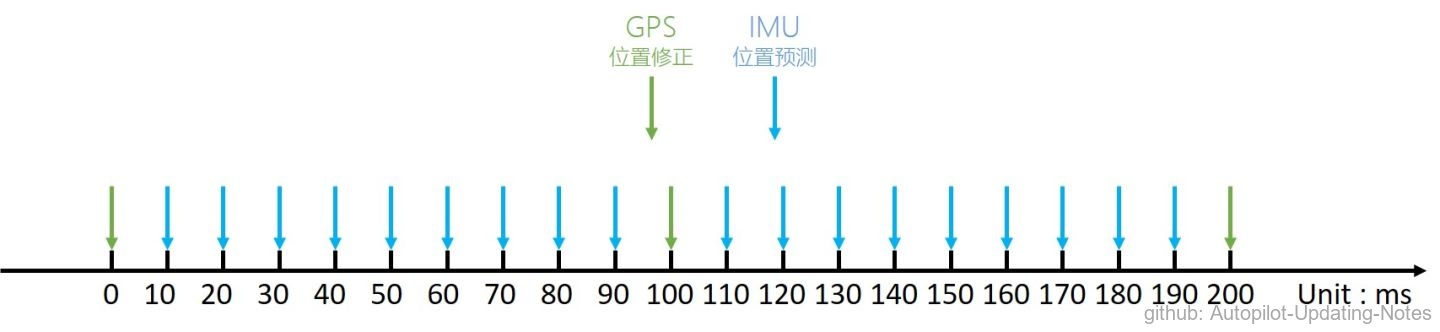 GPS
位置修正
IMU
位置预测
0 10 20 30 40 50 60 70 80 90 100 110 120 130 140 150 160 170 180 190 200 Unit : ms
github: Autopilot-Updating-Notes